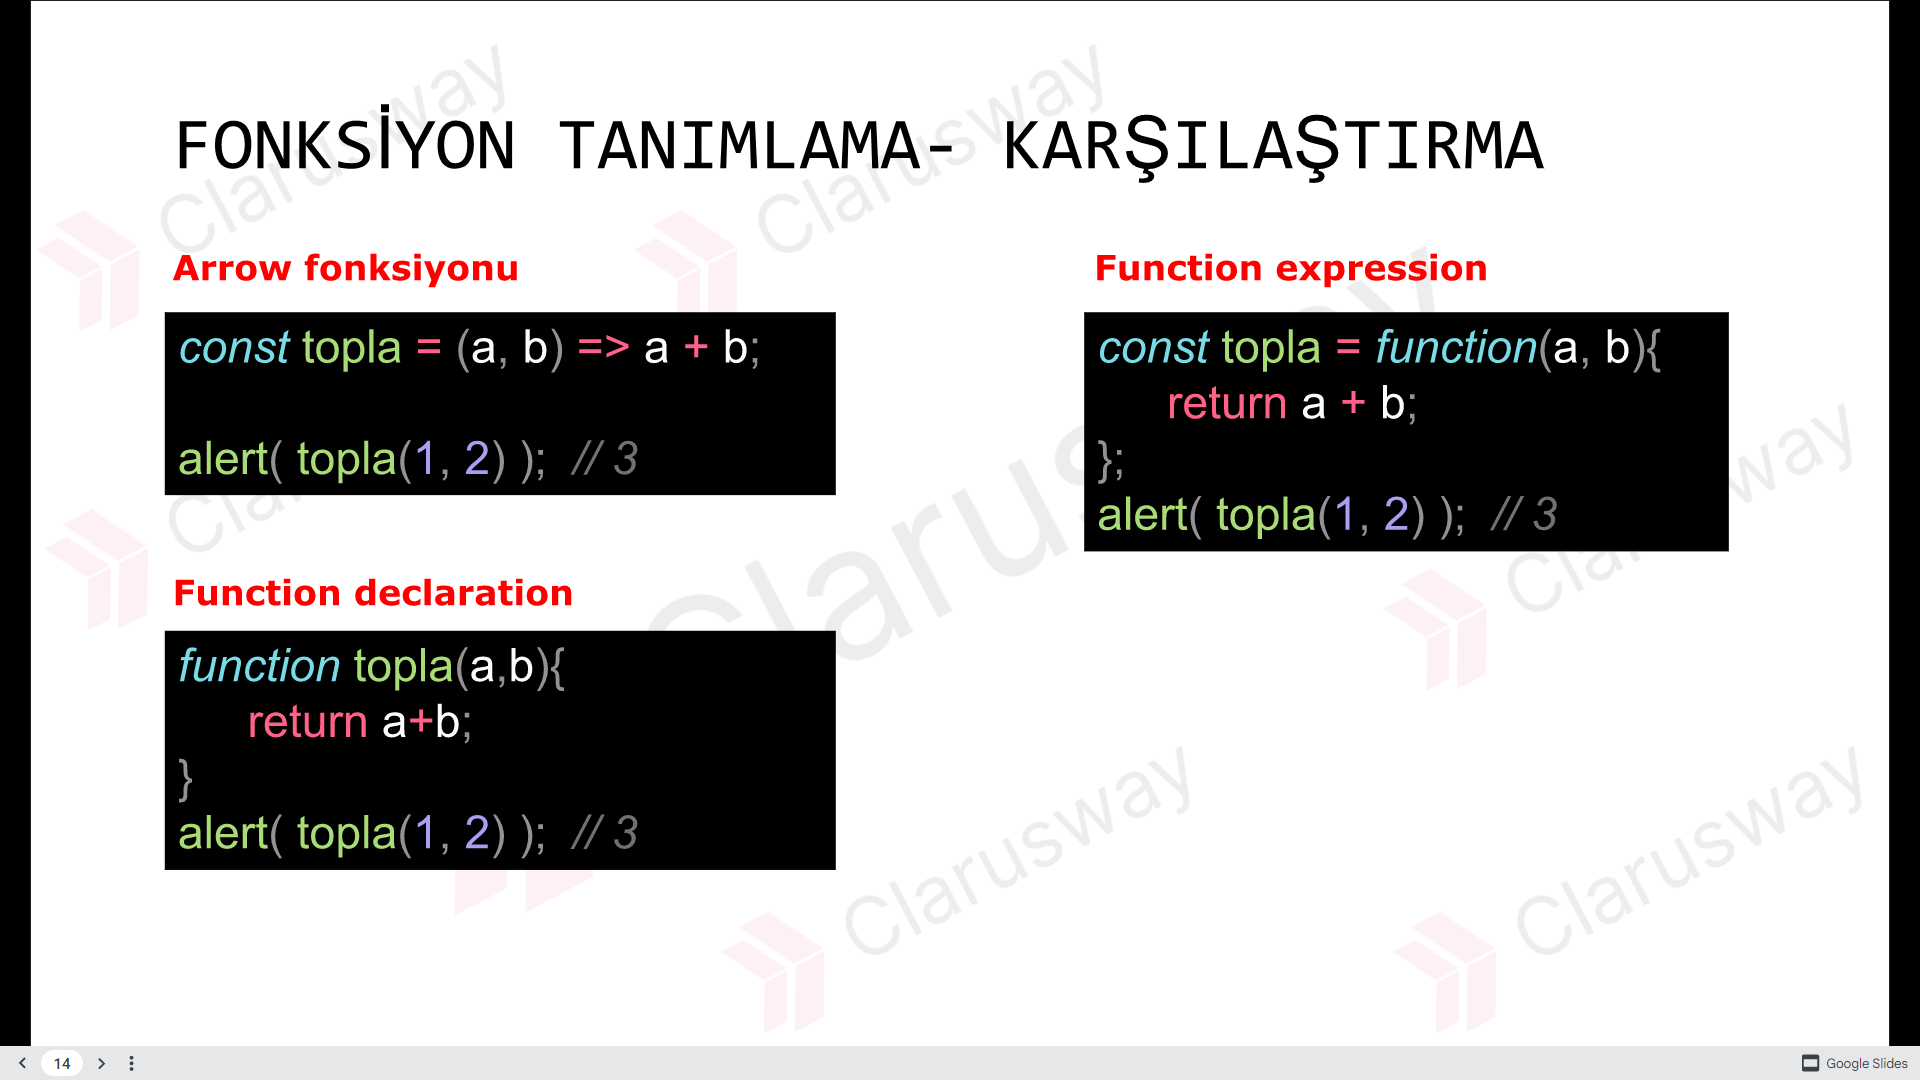 FONKSİYON TANIMLAMA- KARŞILAŞTIRMA
Arrow fonksiyonu
const topla = (a, b) => a + b;
alert( topla(1, 2) ); // 3
Function declaration
function topla(a,b){
return a+b;
}
alert( topla(1, 2) ); // 3
Function expression
const topla = function(a, b){
return a + b;
};
alert( topla(1, 2) ); // 3
Clarusway
Clarusway
Clarusway
Clarusway
Clarusway
14
Google Slides